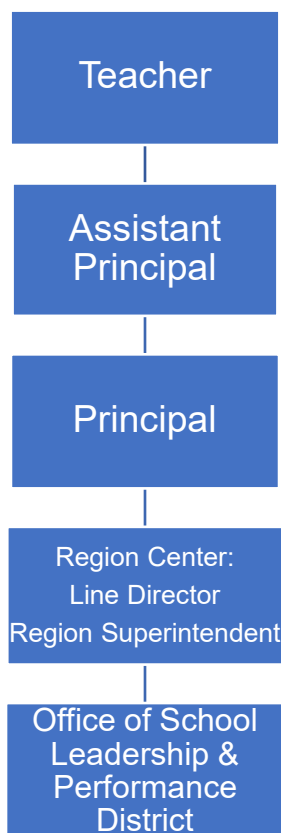 Teacher
Assistant
Principal
Principal
Region Center:
Line Director
Region Superintendent
Office of School
Leadership &
Performance
District